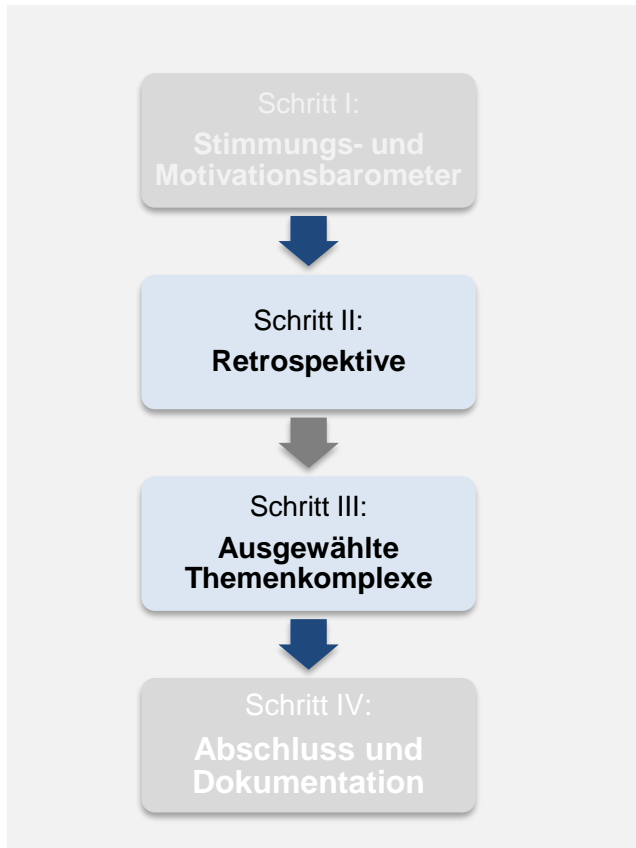 Schritt I:
Stimmungs- und
Motivationsbarometer
Schritt II:
Retrospektive
Schritt III:
Ausgewählte
Themenkomplexe
Schritt IV:
Abschluss und
Dokumentation